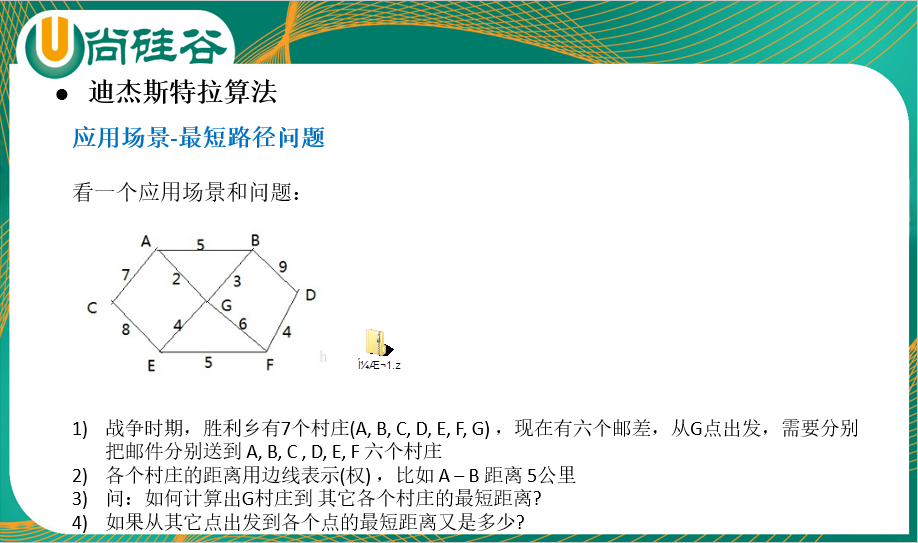 尚硅谷
● 迪杰斯特拉算法
应用场景-最短路径问题
看一个应用场景和问题：
A
5
B
7
2
3
9
C
G
D
8
4
6
4
E
5
F
h
Î¼Æ¬1.z
1) 战争时期，胜利乡有7个村庄(A, B, C, D, E, F, G) ，现在有六个邮差，从G点出发，需要分别
把邮件分别送到 A, B, C , D, E, F 六个村庄
2) 各个村庄的距离用边线表示(权) ，比如 A – B 距离 5公里
3) 问：如何计算出G村庄到 其它各个村庄的最短距离?
4) 如果从其它点出发到各个点的最短距离又是多少?